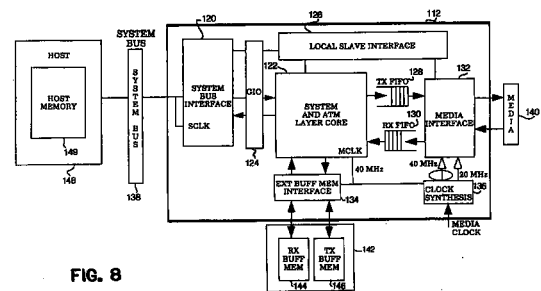 SYSTEM
BUS
120
126
112
HOST
HOST
MEMORY
149
148
SYSTEM BUS
138
SYSTEM BUS
INTERFACE
SCLK
GIO
124
LOCAL SLAVE INTERFACE
122
SYSTEM
AND ATM
LAYER CORE
MCLK
TX FIFO
128
RX FIFO
130
132
MEDIA
INTERFACE
MEDIA
140
40 MHz
40 MHz
20 MHz
EXT BUFF MEM
INTERFACE
134
CLOCK
SYNTHESIS
136
MEDIA
CLOCK
142
RX
BUFF
MEM
144
TX
BUFF
MEM
146
FIG. 8